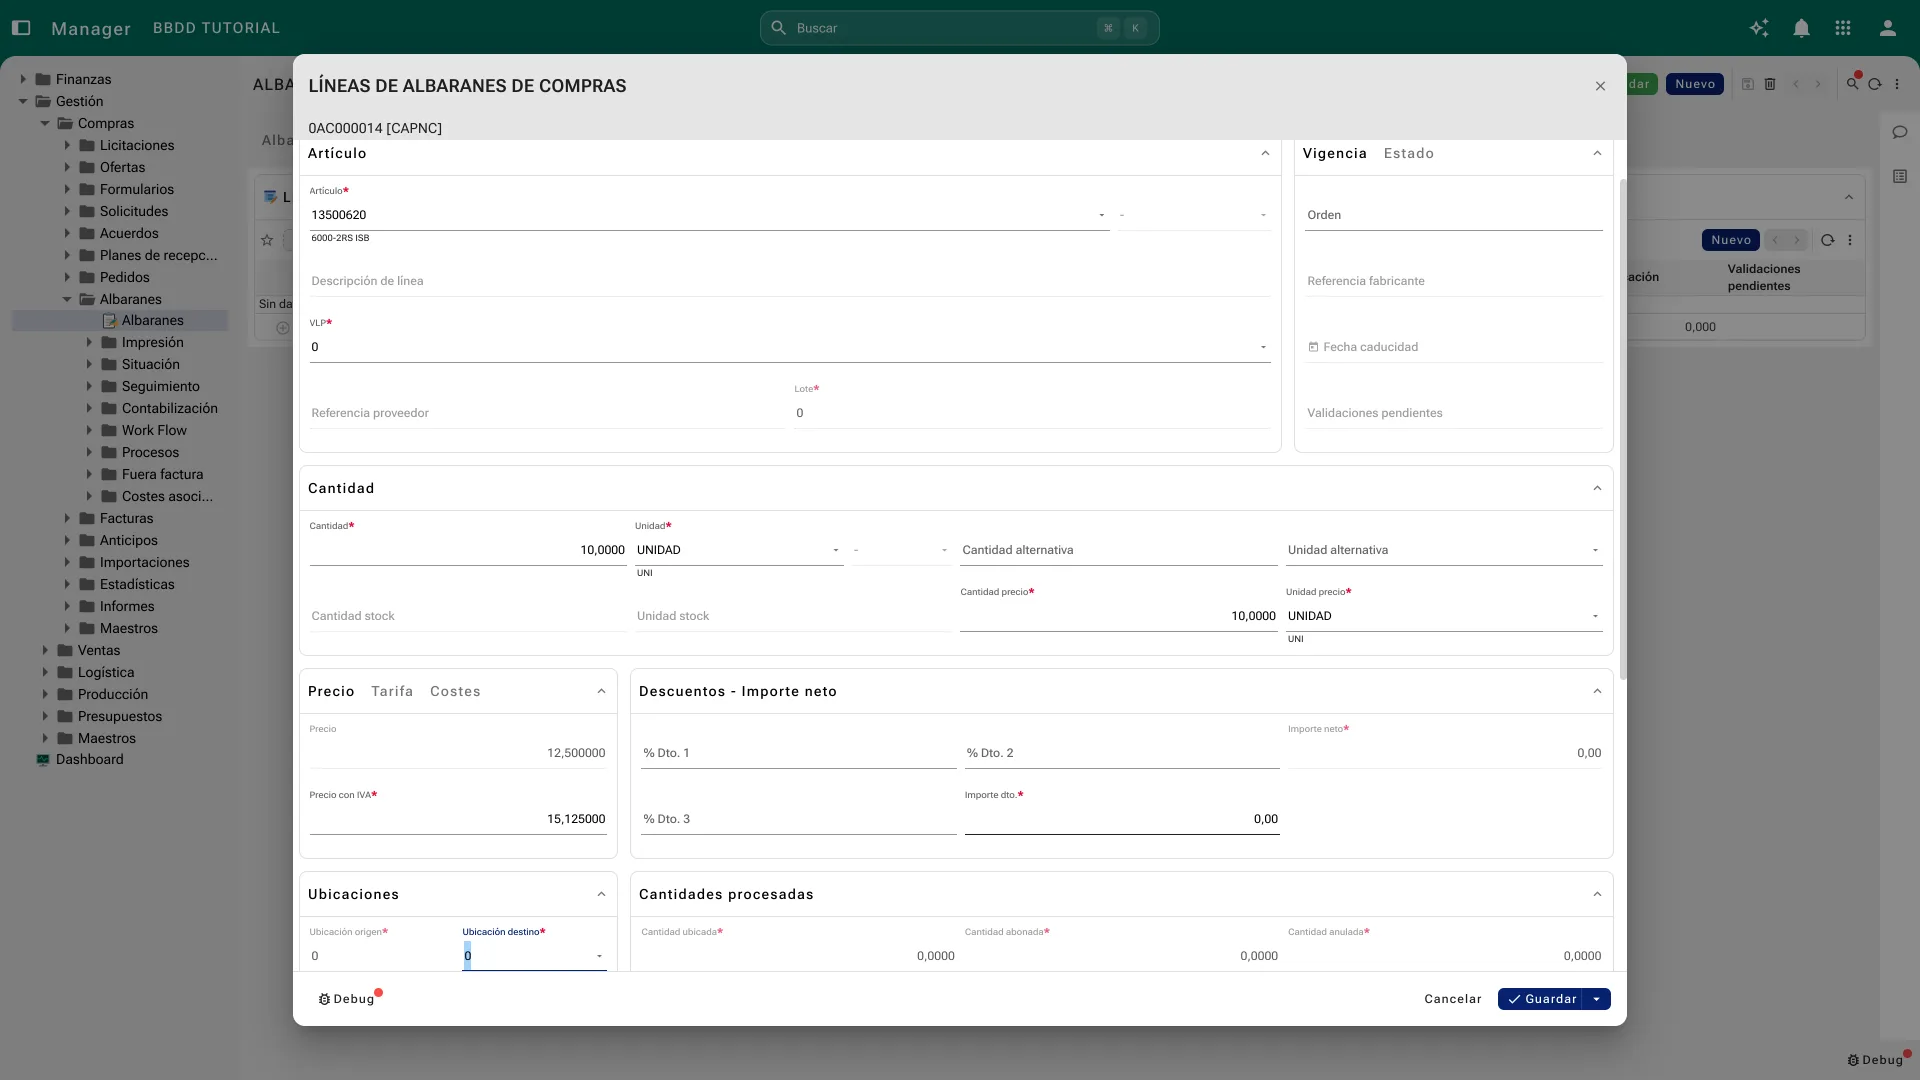 Manager BBDD TUTORIAL
Buscar ⌘ K
Finanzas
Gestión
Compras
Licitaciones
Ofertas
Formularios
Solicitudes
Acuerdos
Planes de recepc...
Pedidos
Albaranes
Albaranes
Impresión
Situación
Seguimiento
Contabilización
Work Flow
Procesos
Fuera factura
Costes asoci...
Facturas
Anticipos
Importaciones
Estadísticas
Informes
Maestros
Ventas
Logística
Producción
Presupuestos
Maestros
Dashboard
ALBA
dar Nuevo
Alba
L
Nuevo
ación Validaciones
pendientes
Sin da
0,000
LÍNEAS DE ALBARANES DE COMPRAS
0AC000014 [CAPNC]
Artículo
Artículo*
13500620 -
6000-2RS ISB
Descripción de línea
VLP*
0
Referencia proveedor
Lote*
0
Vigencia Estado
Orden
Referencia fabricante
Fecha caducidad
Validaciones pendientes
Cantidad
Cantidad* Unidad*
10,0000 UNIDAD - Cantidad alternativa Unidad alternativa
UNI
Cantidad precio* Unidad precio*
Cantidad stock Unidad stock 10,0000 UNIDAD
UNI
Precio Tarifa Costes
Precio
12,500000
Precio con IVA*
15,125000
Descuentos - Importe neto
Importe neto*
% Dto. 1 % Dto. 2 0,00
Importe dto.*
% Dto. 3 0,00
Ubicaciones
Ubicación origen* Ubicación destino*
0 0
Cantidades procesadas
Cantidad ubicada* Cantidad abonada* Cantidad anulada*
0,0000 0,0000 0,0000
Debug Cancelar Guardar
Debug